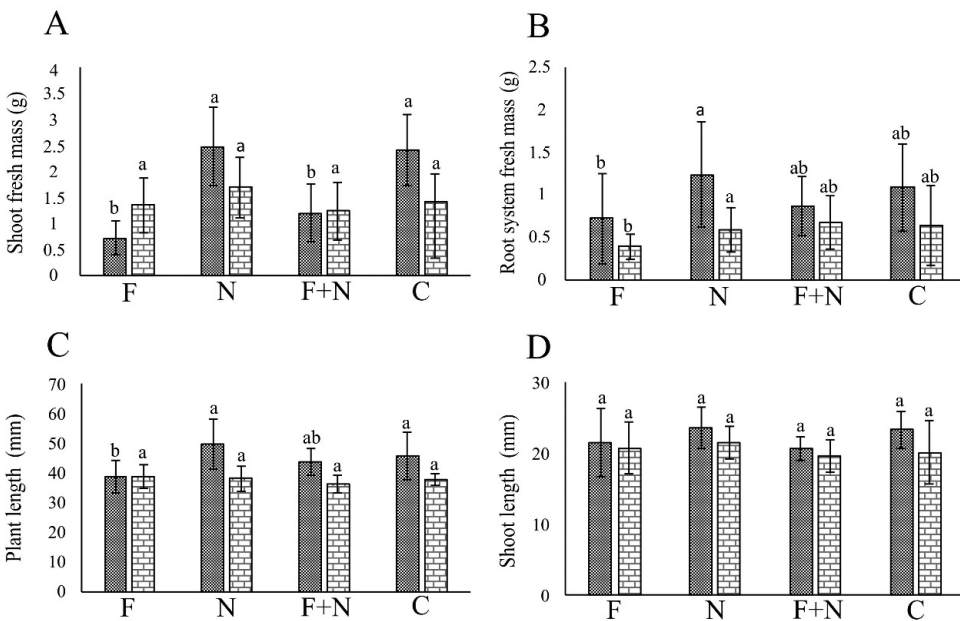 A
Shoot fresh mass (g)
4
3.5
3
2.5
2
1.5
1
0.5
0
b a a a b a a a
F N F+N C
B
Root system fresh mass (g)
2.5
2
1.5
1
0.5
0
b b a a ab ab ab ab
F N F+N C
C
Plant length (mm)
70
60
50
40
30
20
10
0
b a a a ab a a a
F N F+N C
D
Shoot length (mm)
30
20
10
0
a a a a a a a a
F N F+N C